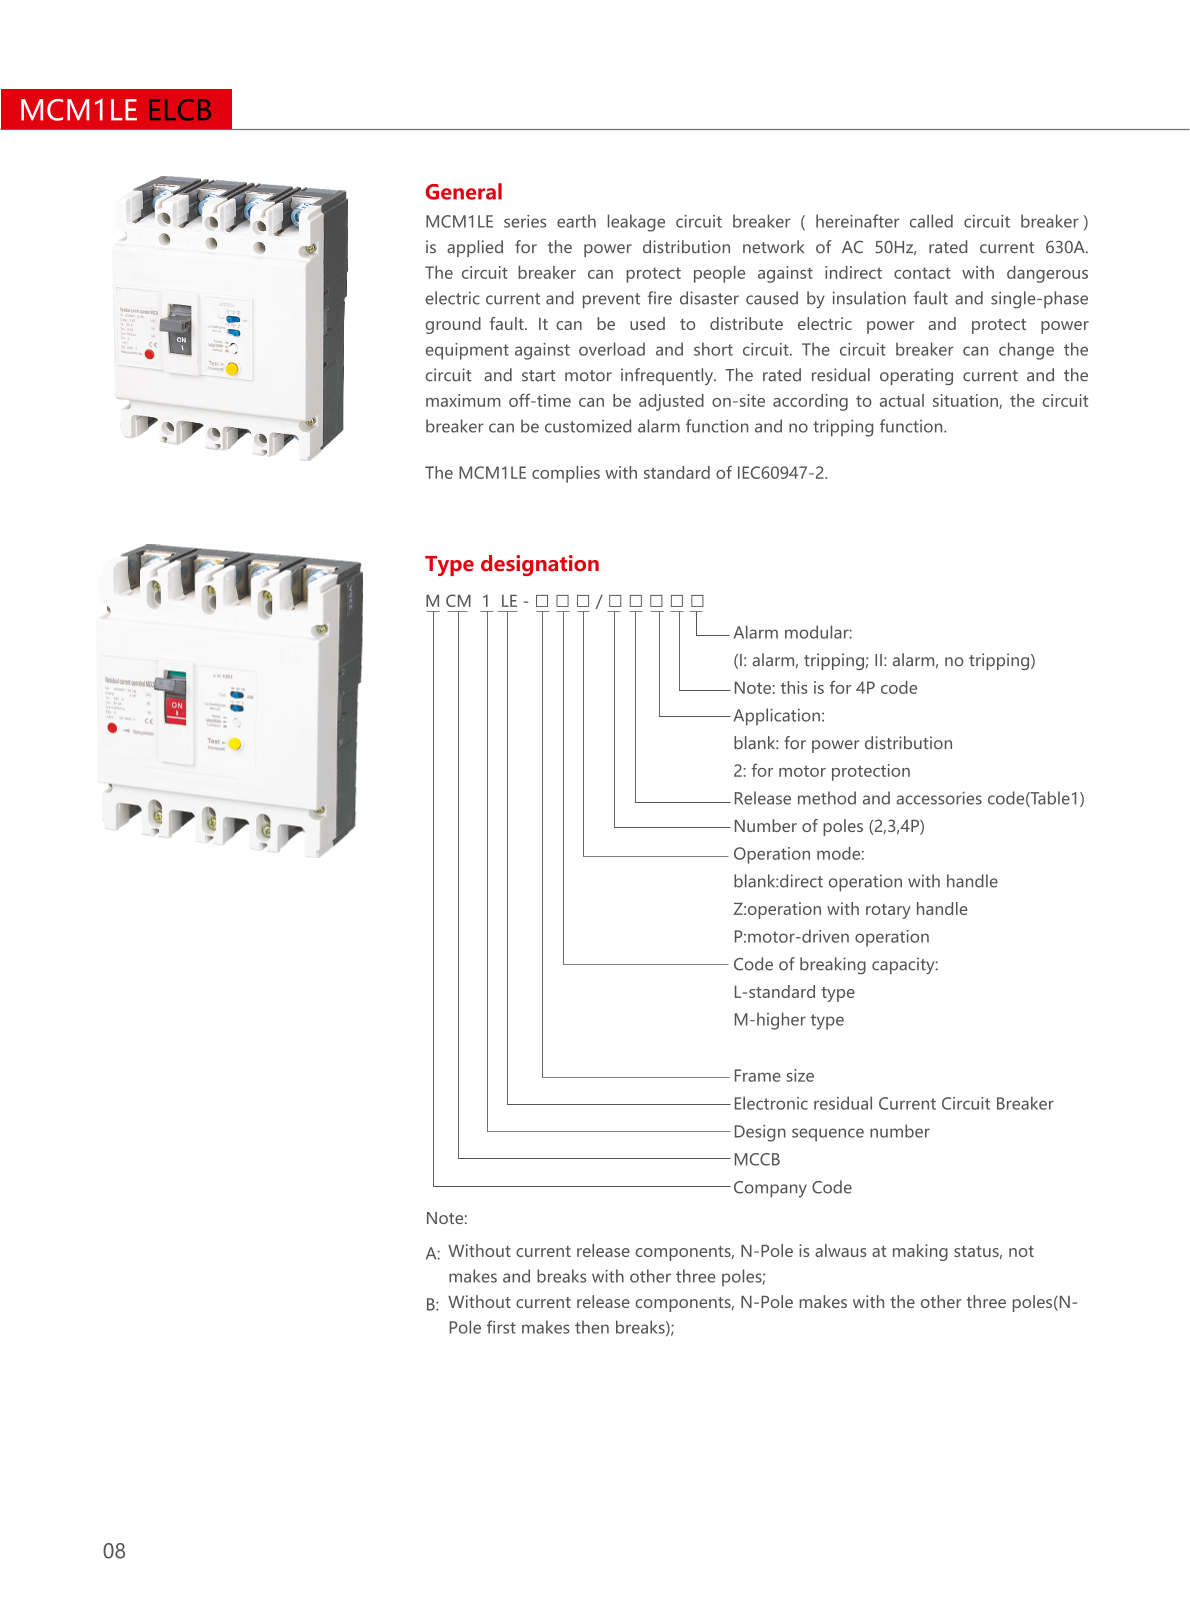 MCM1LE ELCB
General
MCM1LE series earth leakage circuit breaker ( hereinafter called circuit breaker )
is applied for the power distribution network of AC 50Hz, rated current 630A.
The circuit breaker can protect people against indirect contact with dangerous
electric current and prevent fire disaster caused by insulation fault and single-phase
ground fault. It can be used to distribute electric power and protect power
equipment against overload and short circuit. The circuit breaker can change the
circuit and start motor infrequently. The rated residual operating current and the
maximum off-time can be adjusted on-site according to actual situation, the circuit
breaker can be customized alarm function and no tripping function.
The MCM1LE complies with standard of IEC60947-2.
Residual current operated MCCB
ON
I
Test
Residual current operated MCCB
ON
I
Test
Type designation
M CM 1 LE - □ □ □ / □ □ □ □ □
Alarm modular:
(I: alarm, tripping; II: alarm, no tripping)
Note: this is for 4P code
Application:
blank: for power distribution
2: for motor protection
Release method and accessories code(Table1)
Number of poles (2,3,4P)
Operation mode:
blank:direct operation with handle
Z:operation with rotary handle
P:motor-driven operation
Code of breaking capacity:
L-standard type
M-higher type
Frame size
Electronic residual Current Circuit Breaker
Design sequence number
MCCB
Company Code
Note:
A: Without current release components, N-Pole is alwaus at making status, not
makes and breaks with other three poles;
B: Without current release components, N-Pole makes with the other three poles(N-
Pole first makes then breaks);
08